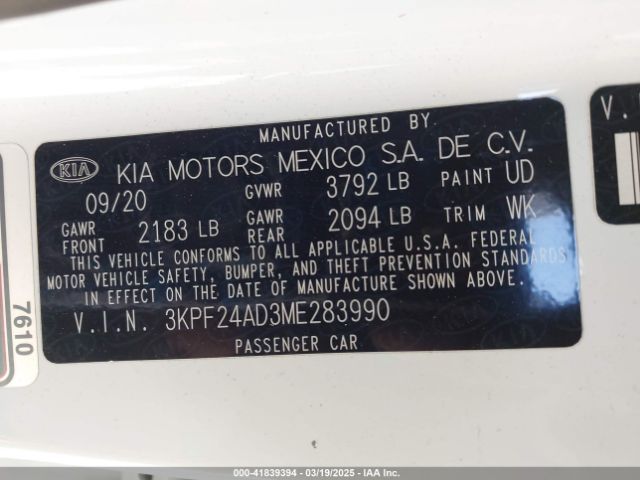 MANUFACTURED BY
KIA KIA MOTORS MEXICO S.A. DE C.V.
09/20 GVWR 3792 LB PAINT UD
GAWR FRONT 2183 LB GAWR REAR 2094 LB TRIM WK
THIS VEHICLE CONFORMS TO ALL APPLICABLE U.S.A. FEDERAL
MOTOR VEHICLE SAFETY, BUMPER, AND THEFT PREVENTION STANDARDS
IN EFFECT ON THE DATE OF MANUFACTURE SHOWN ABOVE.
V.I.N. 3KPF24AD3ME283990
PASSENGER CAR
7610
V.
000-41839394 - 03/19/2025 - IAAI.COM